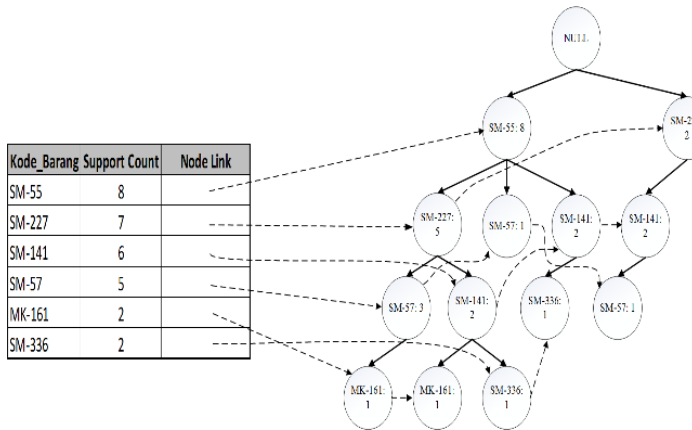 NULL
SM-55: 8
2
Kode_Barang Support Count Node Link
SM-55 8
SM-227 7
SM-141 6
SM-57 5
MK-161 2
SM-336 2
SM-227:
5
SM-57: 1
SM-141:
2
SM-141:
2
SM-57: 3
SM-141:
2
SM-336:
1
SM-57: 1
MK-161:
1
MK-161:
1
SM-336:
1